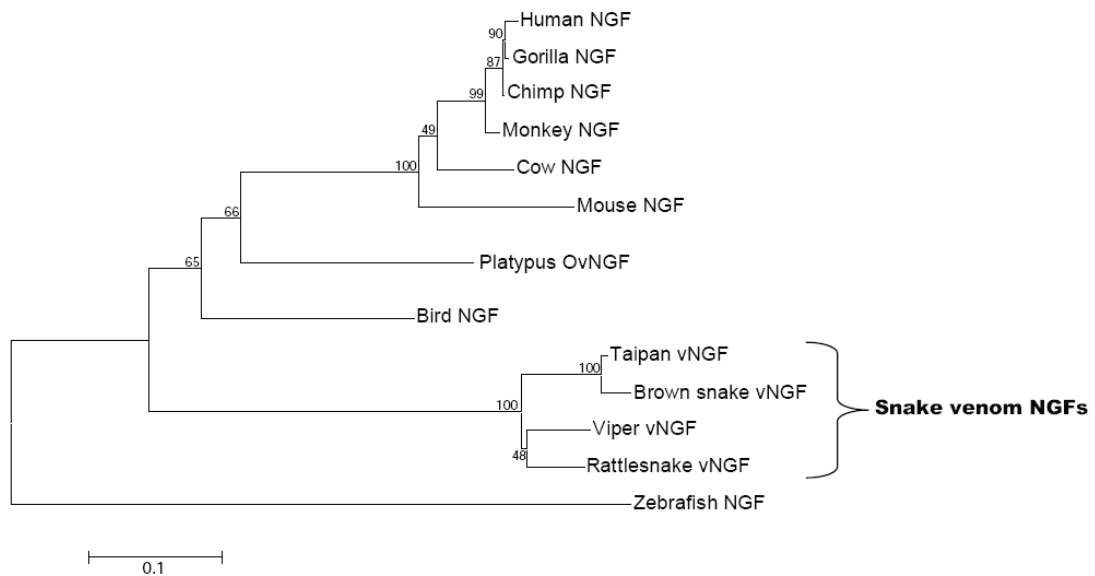 Human NGF
90
Gorilla NGF
87
Chimp NGF
99
Monkey NGF
49
Cow NGF
100
Mouse NGF
66
Platypus OvNGF
65
Bird NGF
Taipan vNGF
100
Brown snake vNGF
100
Snake venom NGFs
Viper vNGF
48
Rattlesnake vNGF
Zebrafish NGF
0.1